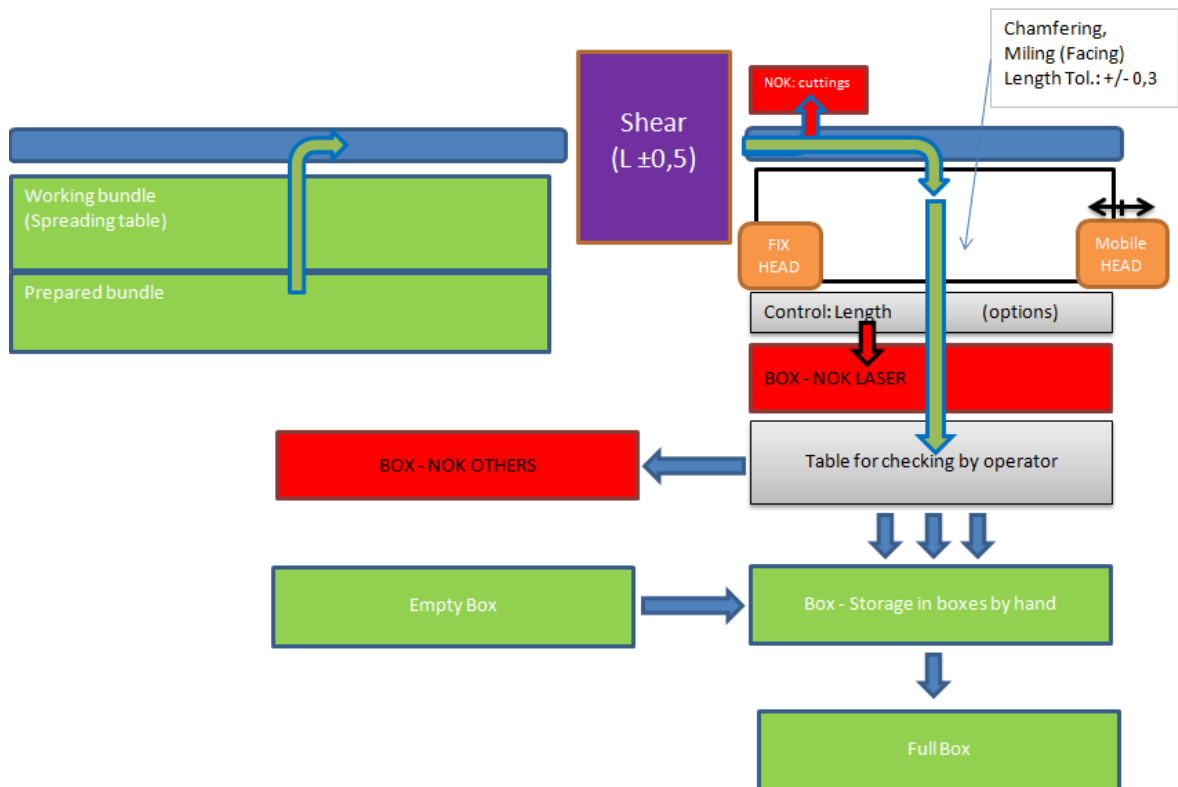 Chamfering,
Miling (Facing)
Length Tol.: +/- 0,3
NOK: cuttings
Shear
(L ±0,5)
Working bundle
(Spreading table)
Prepared bundle
FIX
HEAD
Mobile
HEAD
Control: Length (options)
BOX - NOK LASER
BOX - NOK OTHERS
Table for checking by operator
Empty Box
Box - Storage in boxes by hand
Full Box